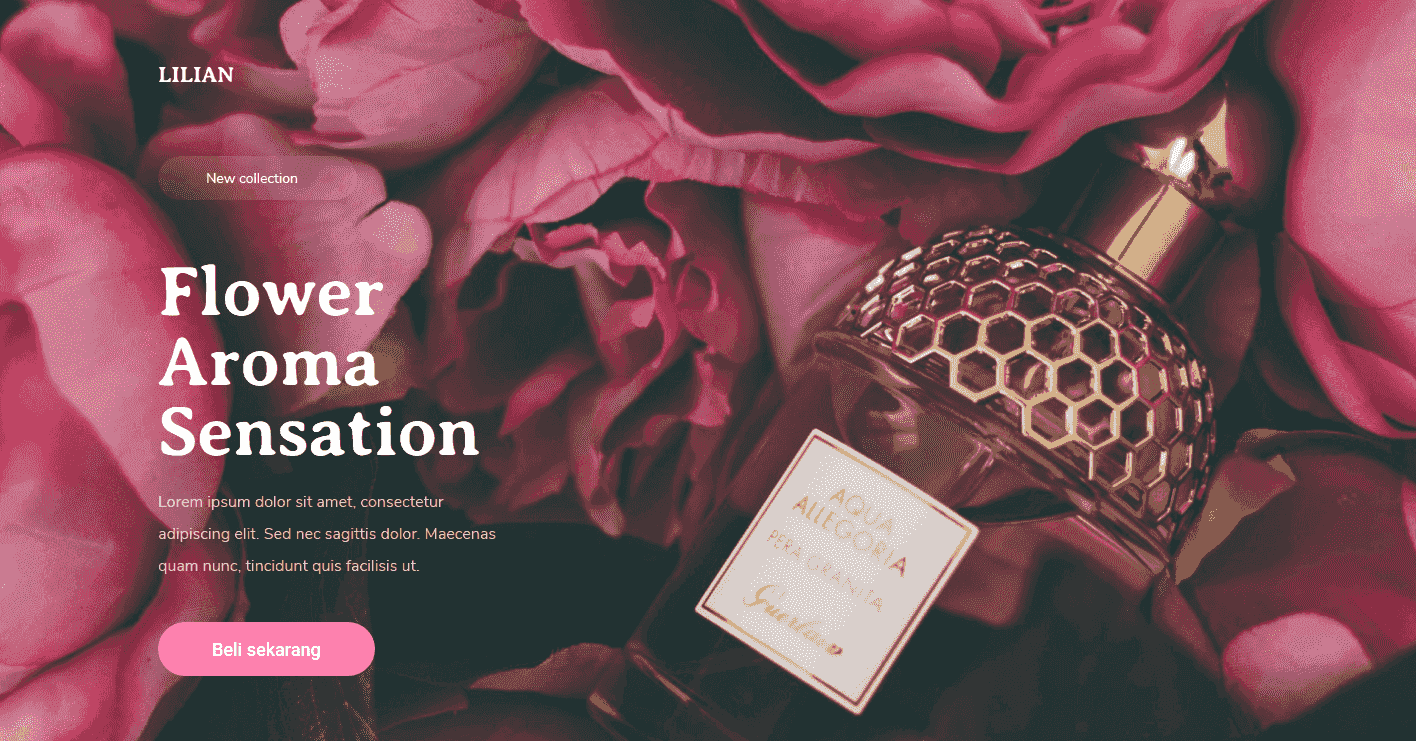 LILIAN
New collection
Flower
Aroma
Sensation
Lorem ipsum dolor sit amet, consectetur
adipiscing elit. Sed nec sagittis dolor. Maecenas
quam nunc, tincidunt quis facilisis ut.
Beli sekarang
AQUA
ALLEGORIA
PERA GRANITA
Guerlain